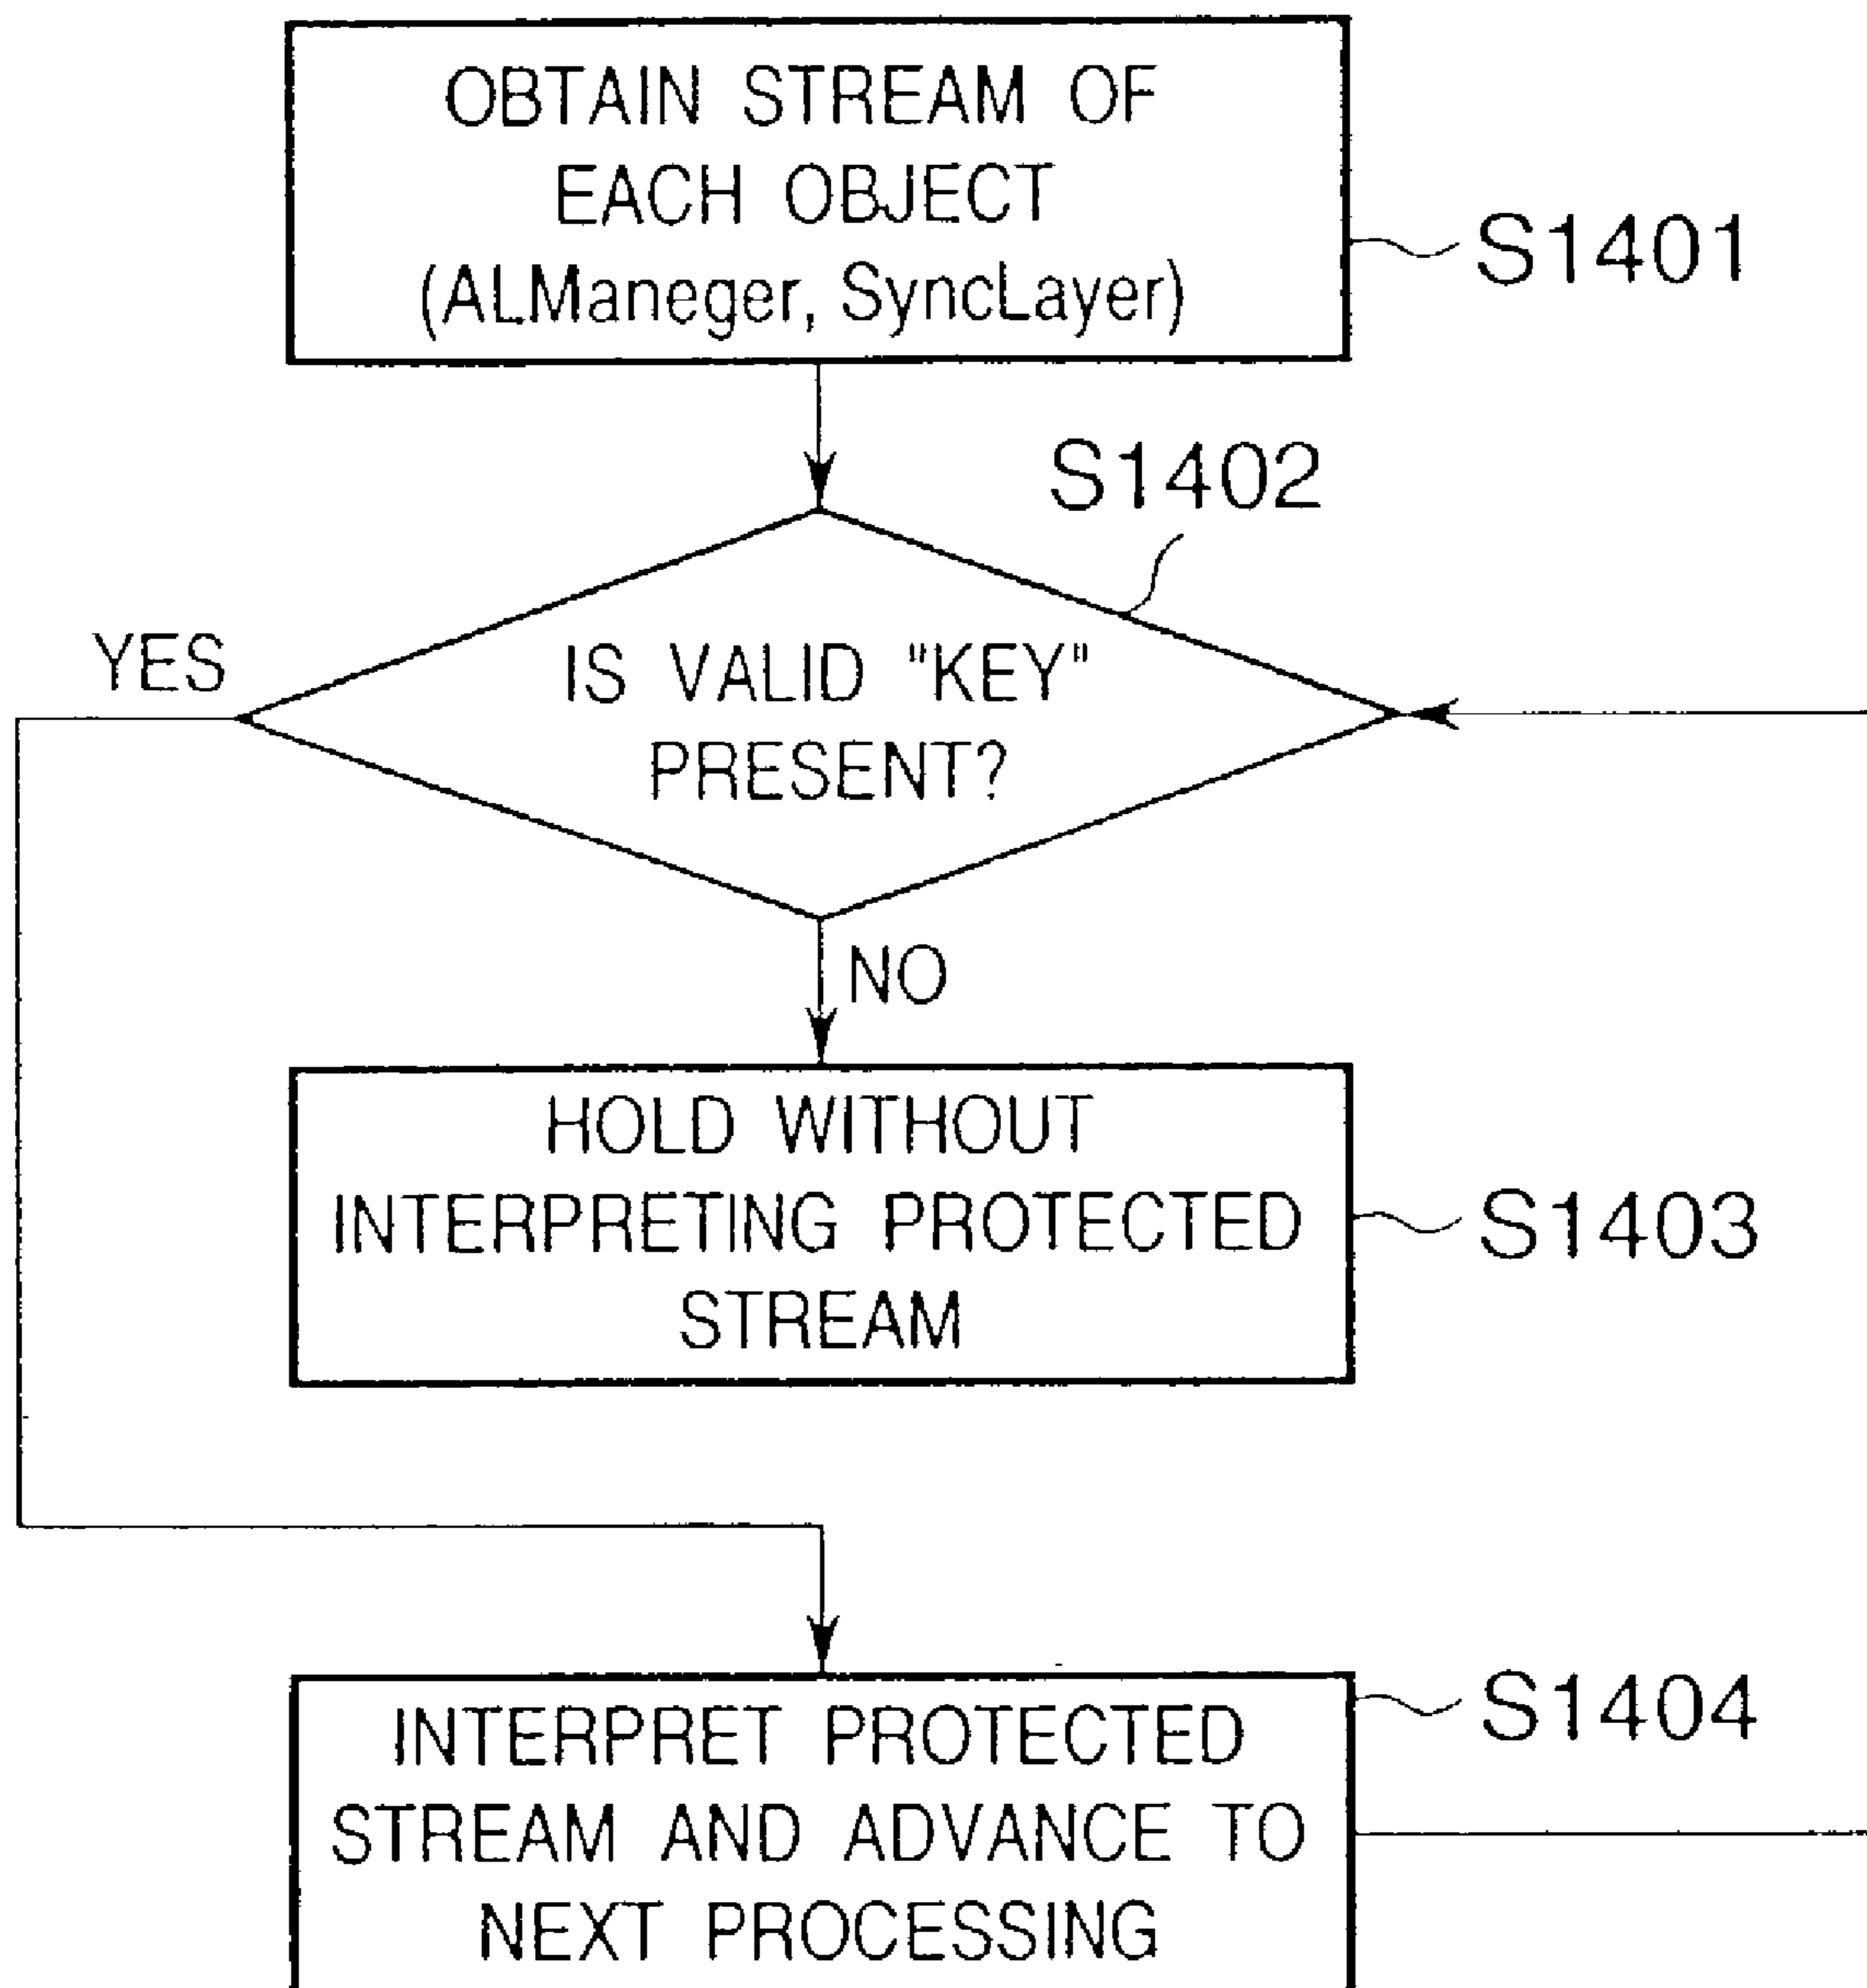 OBTAIN STREAM OF
EACH OBJECT
(ALManeger, SyncLayer)
S1401
S1402
YES
IS VALID "KEY"
PRESENT?
NO
HOLD WITHOUT
INTERPRETING PROTECTED
STREAM
S1403
S1404
INTERPRET PROTECTED
STREAM AND ADVANCE TO
NEXT PROCESSING